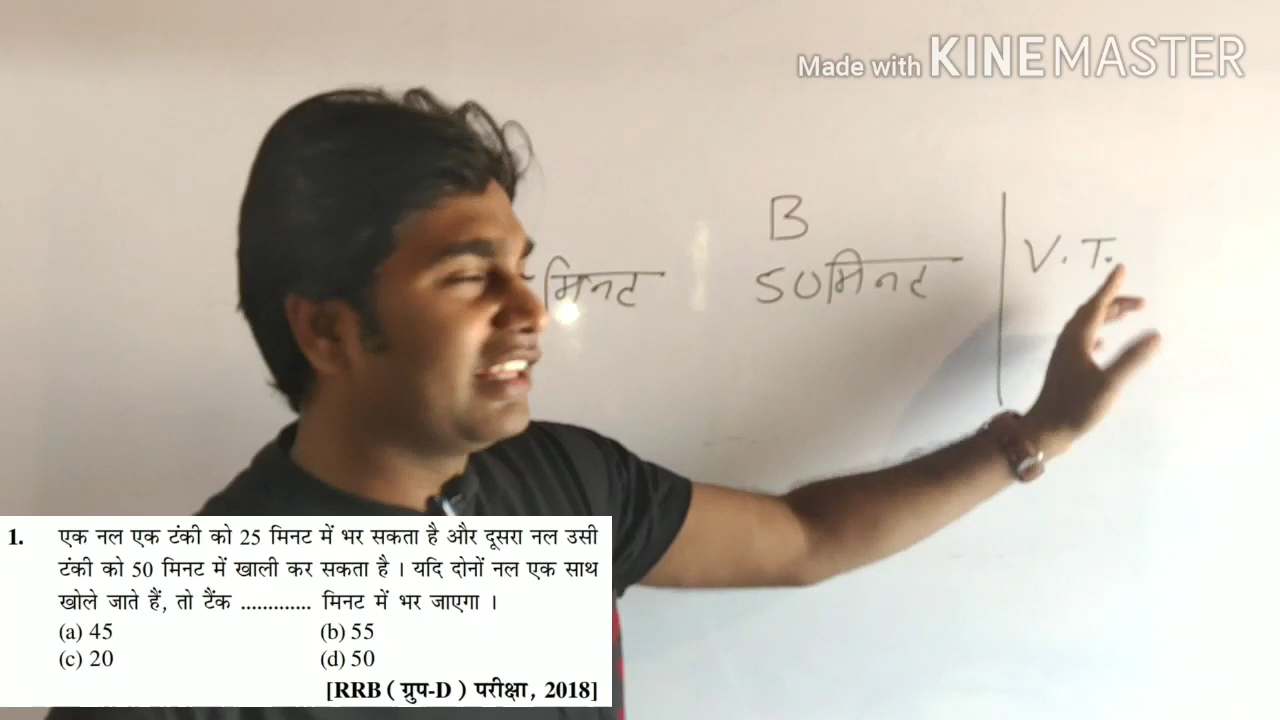 Made with KINEMASTER
B
मिनट 50मिनट V.T.
1. एक नल एक टंकी को 25 मिनट में भर सकता है और दूसरा नल उसी
टंकी को 50 मिनट में खाली कर सकता है । यदि दोनों नल एक साथ
खोले जाते हैं, तो टैंक ............. मिनट में भर जाएगा ।
(a) 45 (b) 55
(c) 20 (d) 50
[RRB ( ग्रुप-D ) परीक्षा, 2018]